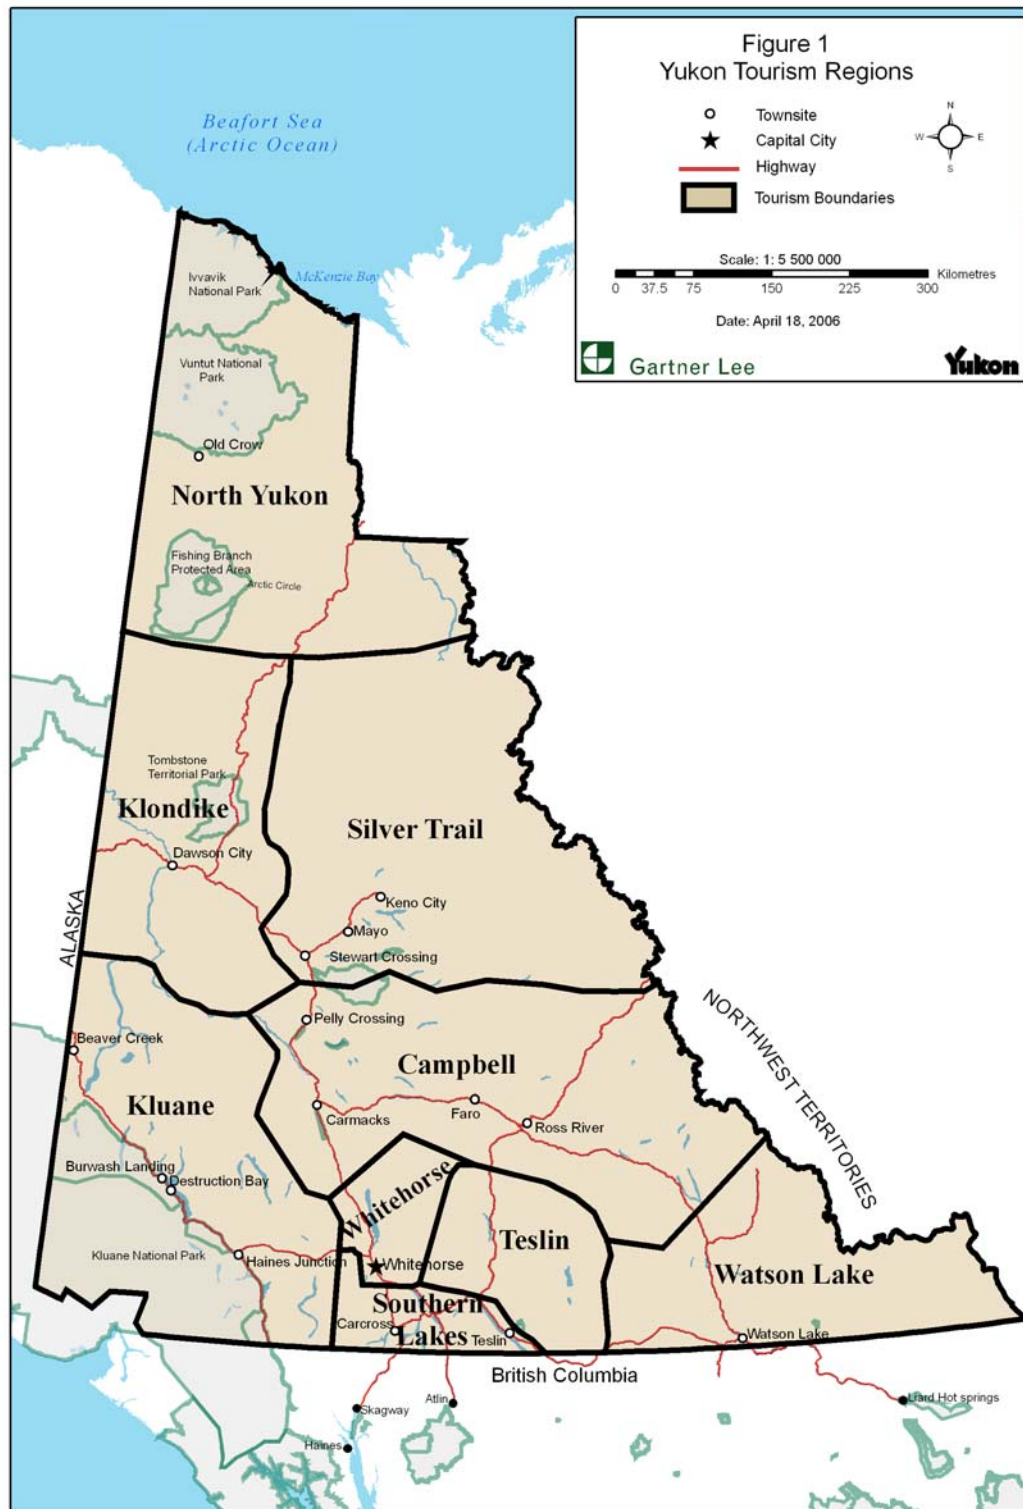 Figure 1
Yukon Tourism Regions
Townsite
Capital City
Highway
Tourism Boundaries
N
W E
S
Scale: 1: 5 500 000
Kilometres
0 37.5 75 150 225 300
Date: April 18, 2006
Gartner Lee
Yukon
Beafort Sea
(Arctic Ocean)
Ivvavik
National Park
McKenzie Bay
Vuntut National
Park
Old Crow
North Yukon
Fishing Branch
Protected Area
Arctic Circle
Tombstone
Territorial Park
Klondike
Silver Trail
Dawson City
Keno City
Mayo
Stewart Crossing
ALASKA
NORTHWEST TERRITORIES
Pelly Crossing
Beaver Creek
Campbell
Kluane
Carmacks
Faro
Ross River
Burwash Landing
Destruction Bay
Whitehorse
Teslin
Kluane National Park
Haines Junction
Whitehorse
Watson Lake
Southern
Lakes
Carcross
Teslin
Watson Lake
British Columbia
Skagway
Atlin
Liard Hot springs
Haines